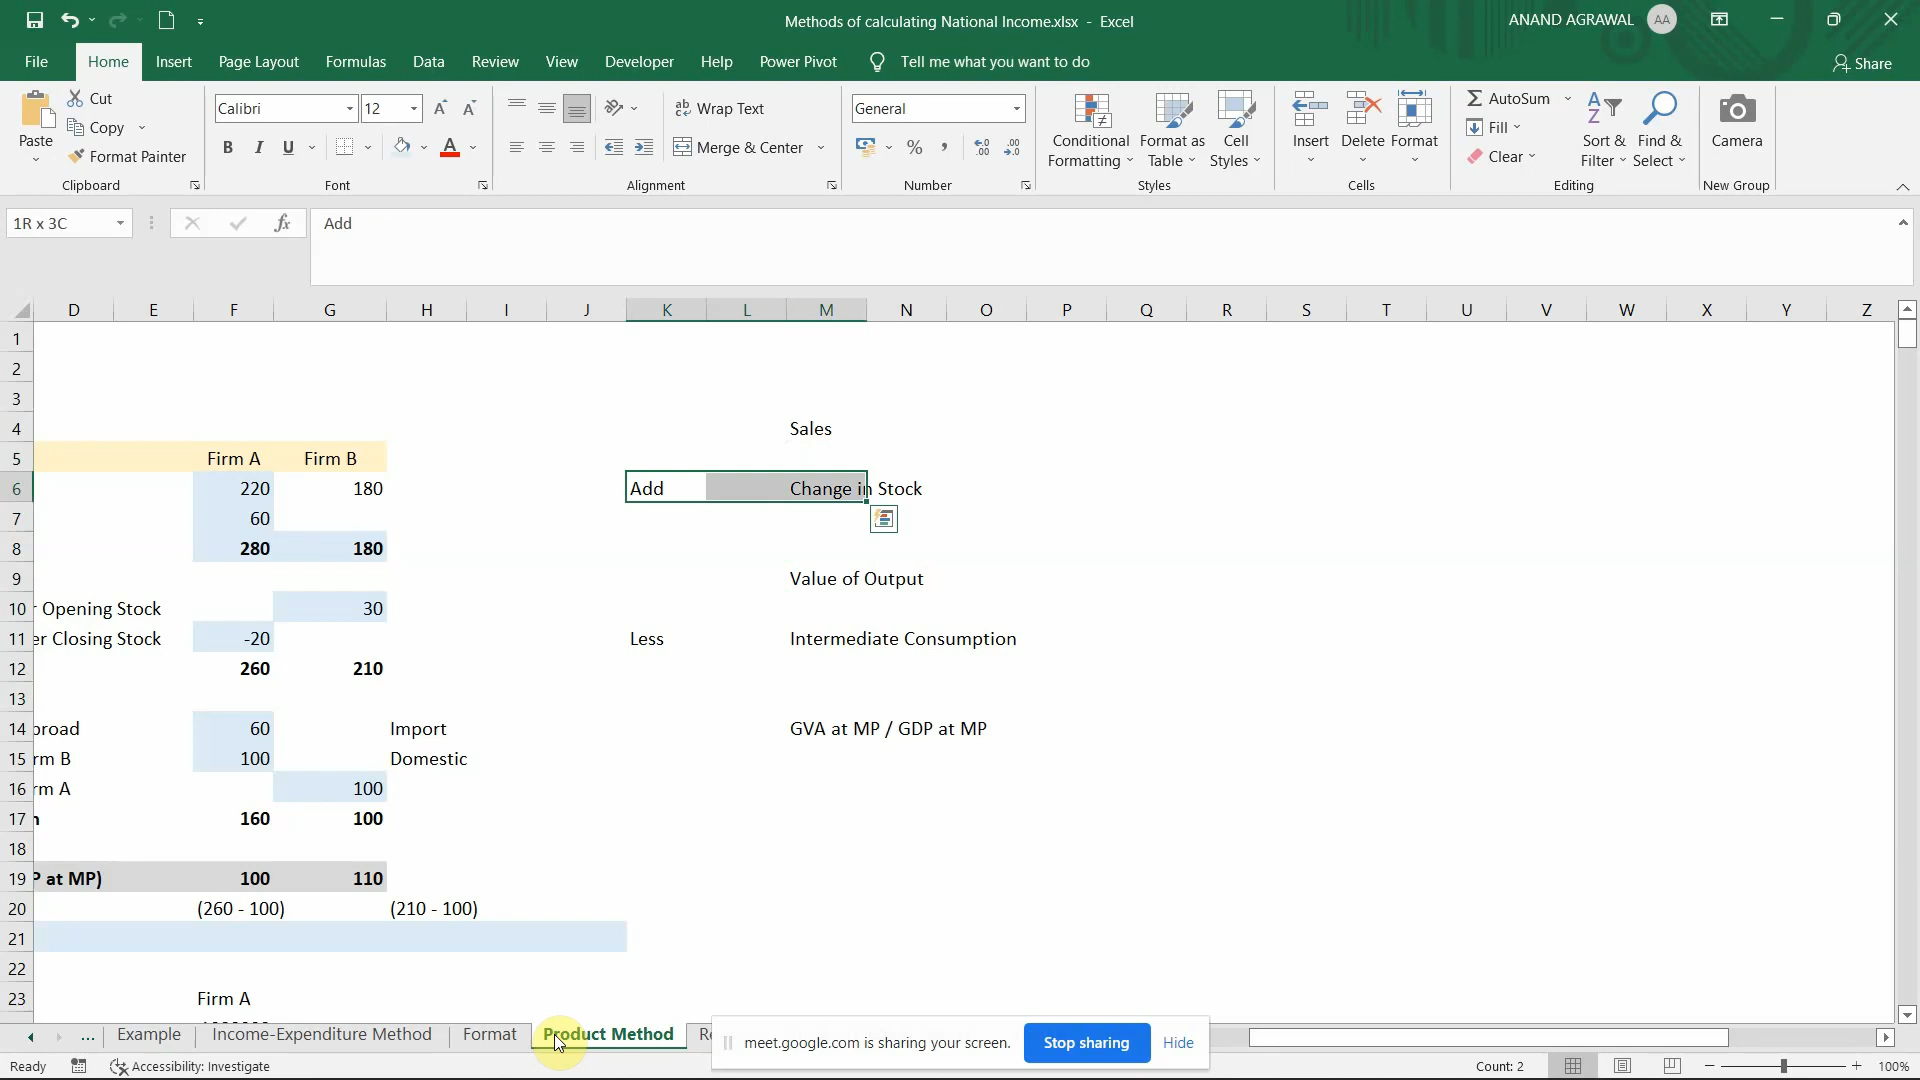 Methods of calculating National Income.xlsx - Excel
ANAND AGRAWAL AA
File Home Insert Page Layout Formulas Data Review View Developer Help Power Pivot Tell me what you want to do Share
Paste Cut Copy Format Painter
Clipboard
Calibri 12
B I U A
Font
Wrap Text
Merge & Center
Alignment
General
%
Number
Conditional Formatting
Format as Table
Cell Styles
Styles
Insert Delete Format
Cells
AutoSum
Fill
Clear
Sort & Filter
Find & Select
Editing
Camera
New Group
1R x 3C fx Add
D E F G H I J K L M N O P Q R S T U V W X Y Z
1
2
3
4 Sales
5 Firm A Firm B
6 220 180 Add Change in Stock
7 60
8 280 180
9 Value of Output
10 Opening Stock 30
11 er Closing Stock -20 Less Intermediate Consumption
12 260 210
13
14 broad 60 Import GVA at MP / GDP at MP
15 rm B 100 Domestic
16 rm A 100
17 160 100
18
19 P at MP) 100 110
20 (260 - 100) (210 - 100)
21
22
23 Firm A
... Example Income-Expenditure Method Format Product Method
meet.google.com is sharing your screen. Stop sharing Hide
Ready Accessibility: Investigate Count: 2 100%